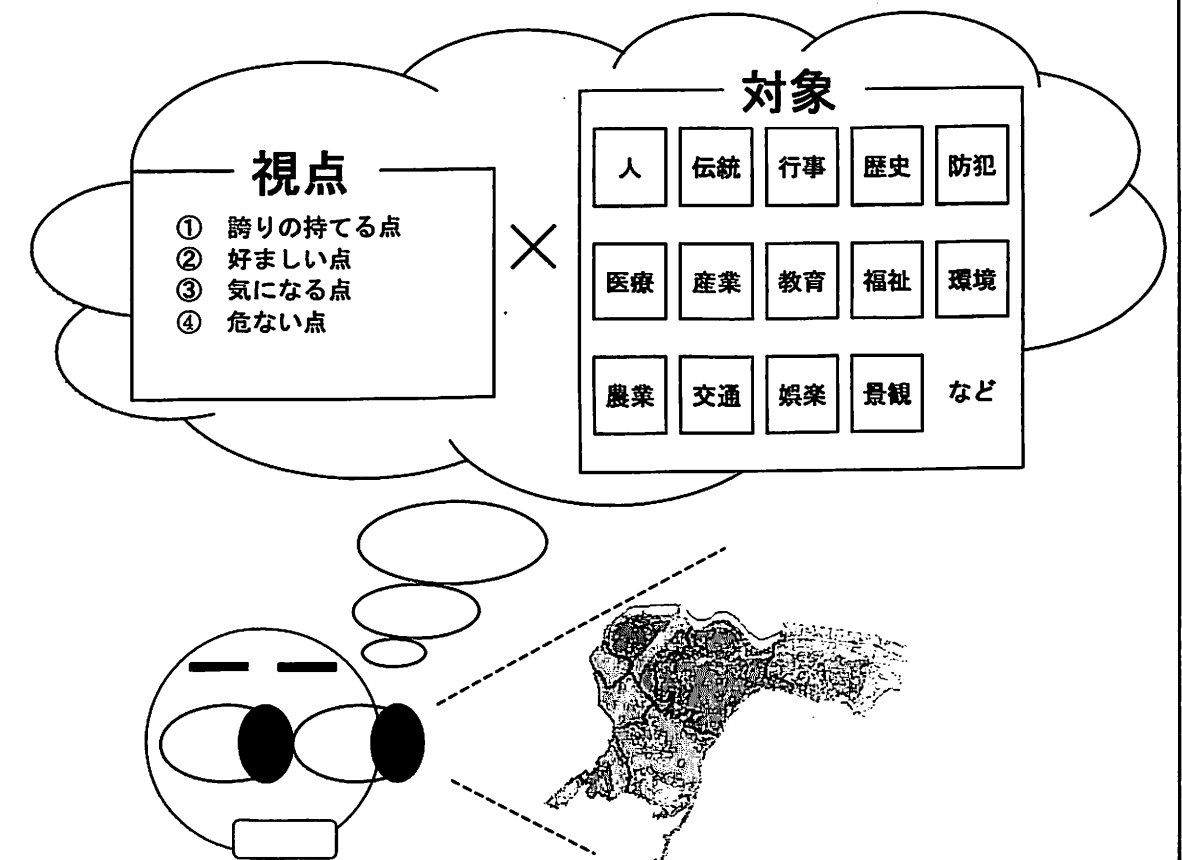 視点
① 誇りの持てる点
② 好ましい点
③ 気になる点
④ 危ない点
×
対象
人 伝統 行事 歴史 防犯
医療 産業 教育 福祉 環境
農業 交通 娯楽 景観 など